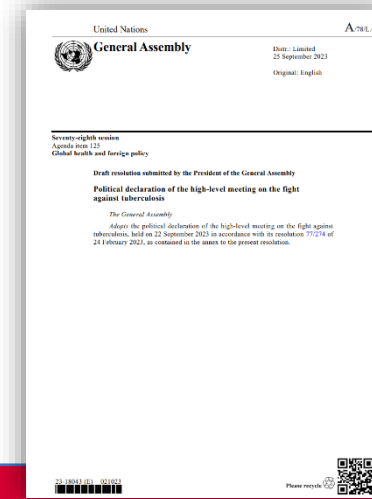 United Nations
A/78/L.
General Assembly
Distr.: Limited
25 September 2023
Original: English
Seventy-eighth session
Agenda item 125
Global health and foreign policy
Draft resolution submitted by the President of the General Assembly
Political declaration of the high-level meeting on the fight
against tuberculosis
The General Assembly
Adopts the political declaration of the high-level meeting on the fight against
tuberculosis, held on 22 September 2023 in accordance with its resolution 77/274 of
24 February 2023, as contained in the annex to the present resolution.
23-18043 (E) 021023
Please recycle